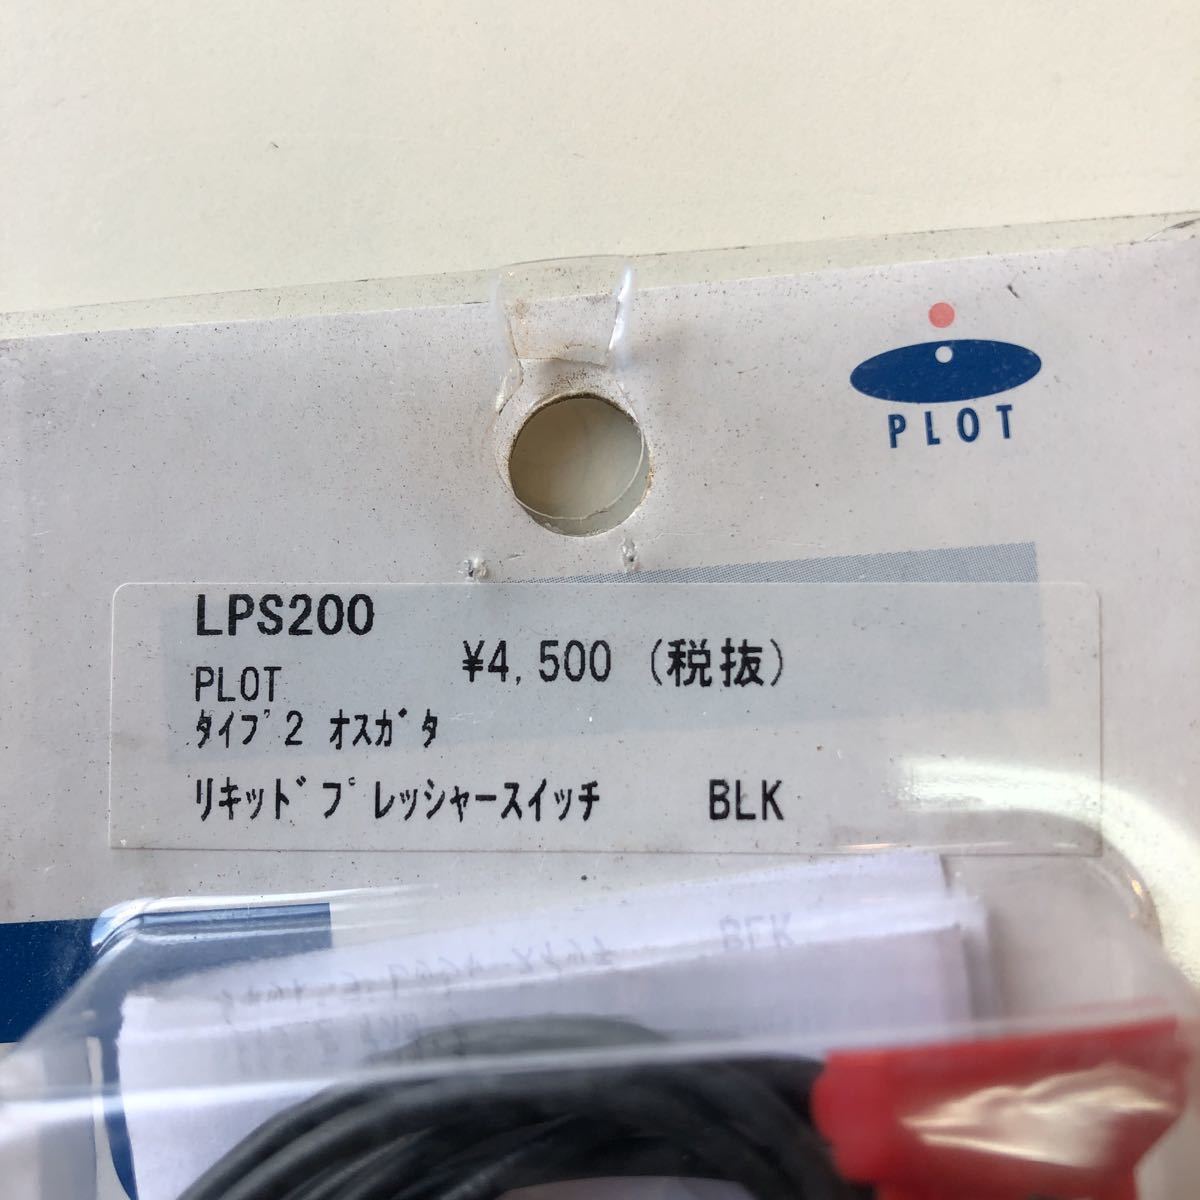 PLOT
LPS200
¥4,500 (税抜)
PLOT
ﾀｲﾌﾟ2 ｵｽｶﾞﾀ
ﾘｷｯﾄﾞﾌﾟﾚｯｼｬｰｽｲｯﾁ BLK